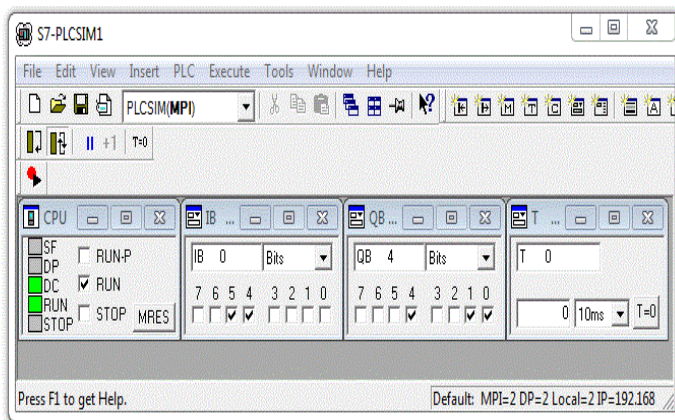 S7-PLCSIM1
File Edit View Insert PLC Execute Tools Window Help
PLCSIM(MPI)
+1 T=0
CPU IB ... QB ... T ...
SF
DP
DC
RUN
STOP
RUN-P
RUN
STOP MRES
IB 0 Bits
7 6 5 4 3 2 1 0
QB 4 Bits
7 6 5 4 3 2 1 0
T 0
0 10ms T=0
Press F1 to get Help. Default: MPI=2 DP=2 Local=2 IP=192.168